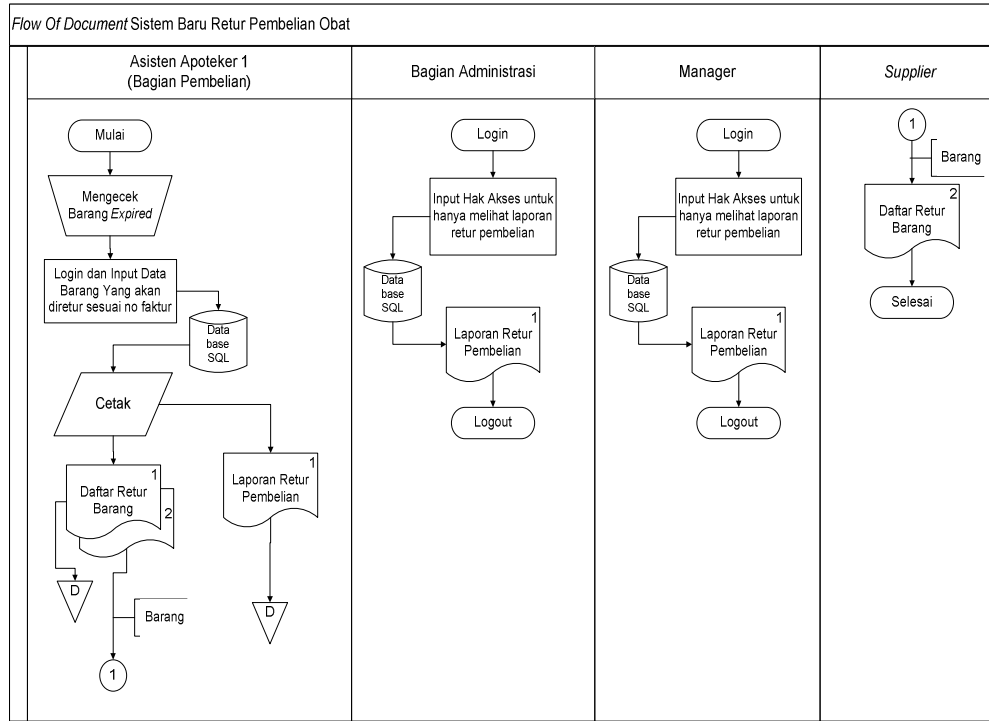 Flow Of Document Sistem Baru Retur Pembelian Obat
Asisten Apoteker 1
(Bagian Pembelian)
Bagian Administrasi
Manager
Supplier
Mulai
Mengecek
Barang Expired
Login dan Input Data
Barang Yang akan
diretur sesuai no faktur
Data
base
SQL
Cetak
1
Daftar Retur
Barang
2
1
Laporan Retur
Pembelian
D
D
Barang
1
Login
Input Hak Akses untuk
hanya melihat laporan
retur pembelian
Data
base
SQL
1
Laporan Retur
Pembelian
Logout
Login
Input Hak Akses untuk
hanya melihat laporan
retur pembelian
Data
base
SQL
1
Laporan Retur
Pembelian
Logout
1
Barang
2
Daftar Retur
Barang
Selesai